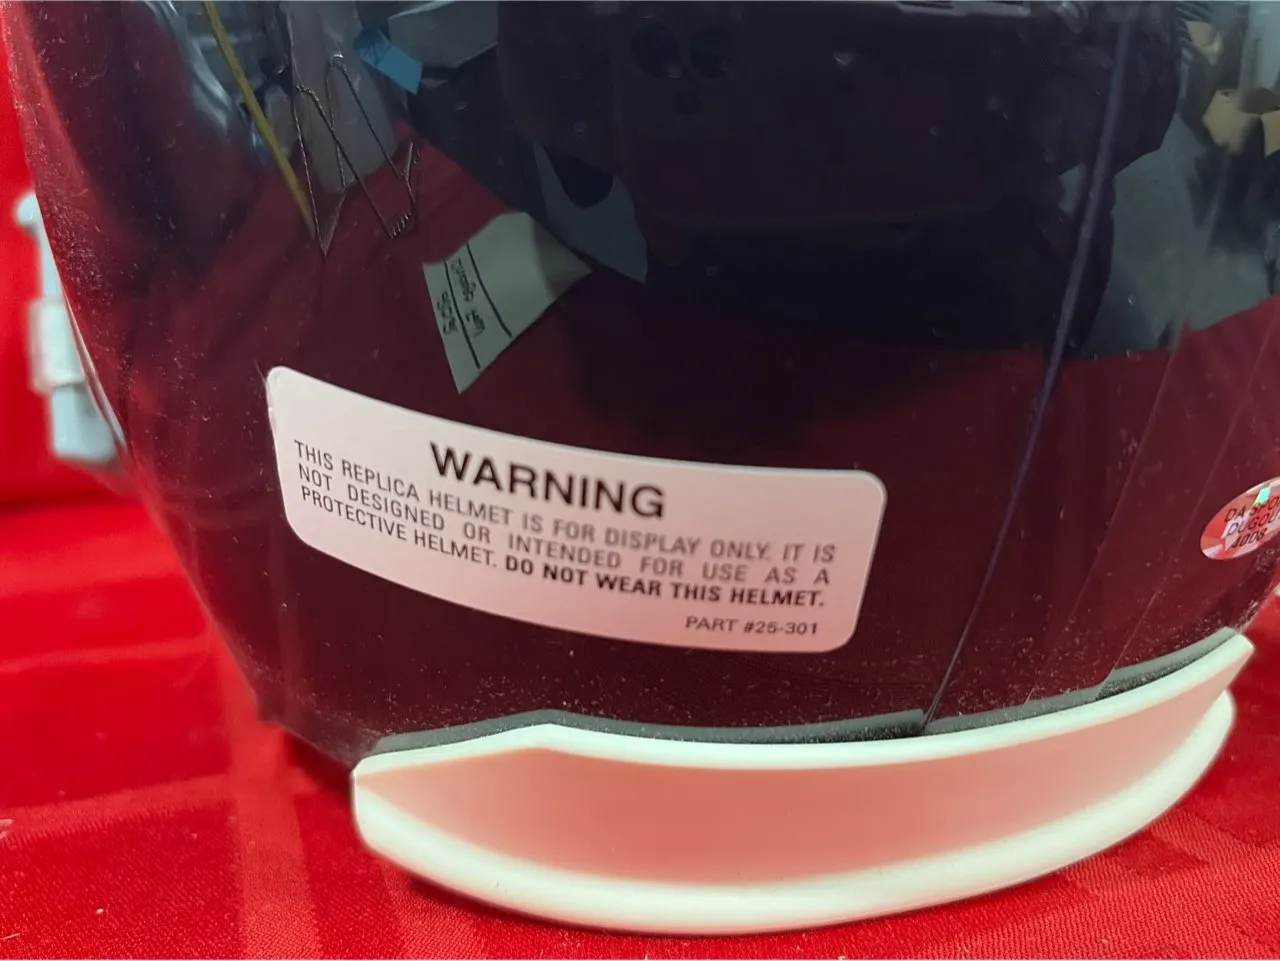 WARNING
THIS REPLICA HELMET IS FOR DISPLAY ONLY. IT IS
NOT DESIGNED OR INTENDED FOR USE AS A
PROTECTIVE HELMET. DO NOT WEAR THIS HELMET.
PART #25-301